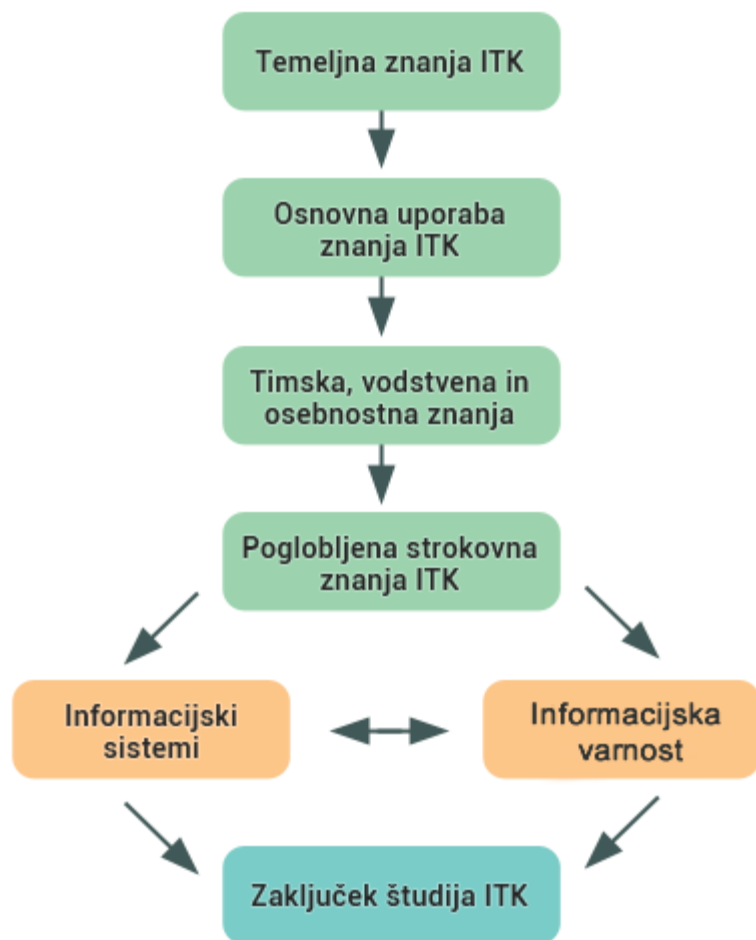 Temeljna znanja ITK
Osnovna uporaba
znanja ITK
Timska, vodstvena in
osebnostna znanja
Poglobljena strokovna
znanja ITK
Informacijski
sistemi
Informacijska
varnost
Zaključek študija ITK